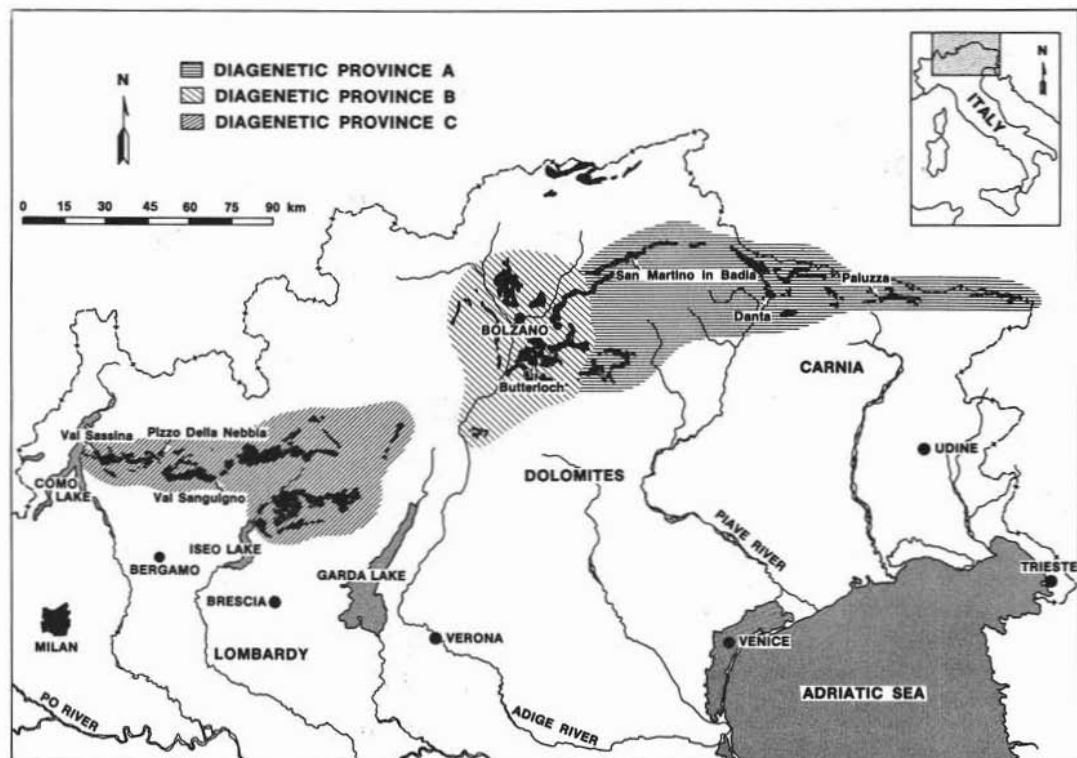 N
DIAGENETIC PROVINCE A
DIAGENETIC PROVINCE B
DIAGENETIC PROVINCE C
N
ITALY
0 15 30 45 60 75 90 km
San Martino in Badia
Paluzza
BOLZANO
Danta
Butterloch
CARNIA
Val Sassina
Pizzo Della Nebbia
UDINE
COMO
LAKE
Val Sanguigno
DOLOMITES
ISEO LAKE
BERGAMO
PIAVE RIVER
GARDA LAKE
TRIESTE
BRESCIA
MILAN
VERONA
VENICE
LOMBARDY
ADRIATIC SEA
PO RIVER
ADIGE RIVER